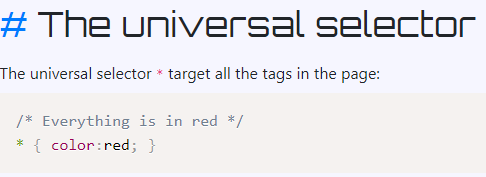 # The universal selector
The universal selector * target all the tags in the page:
/* Everything is in red */
* { color:red; }